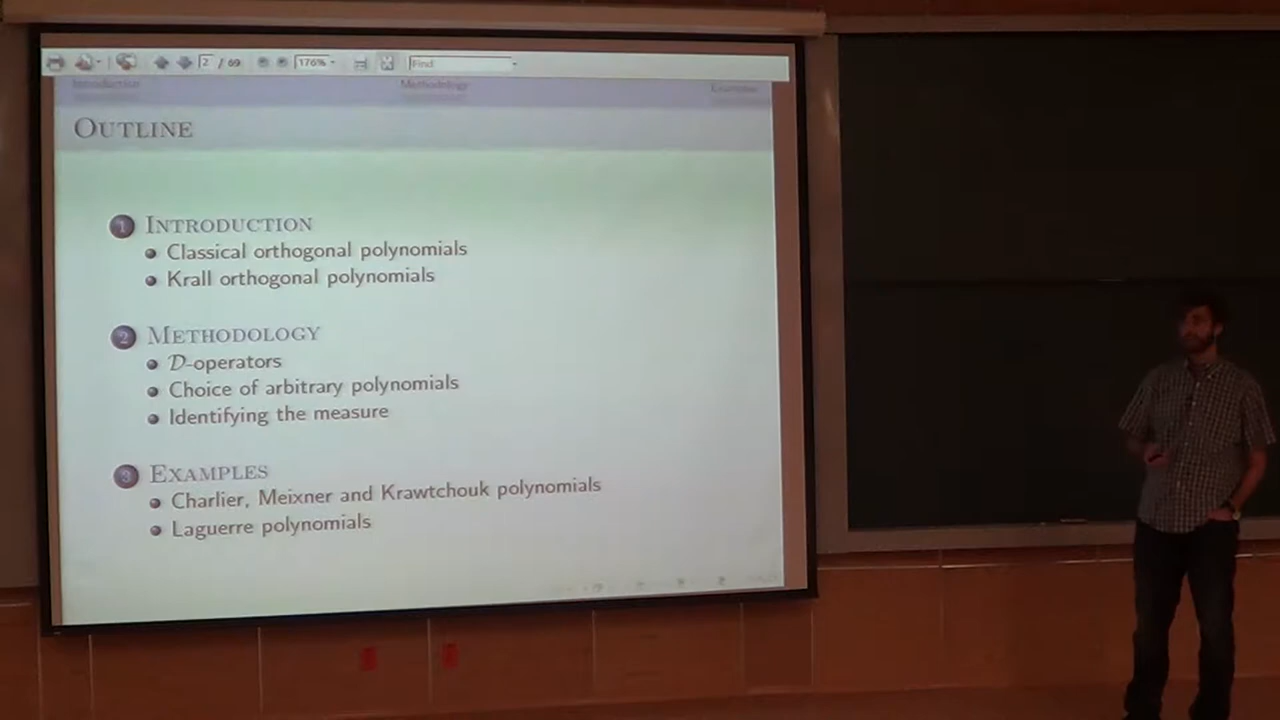 2 / 69 176% Find
Introduction Methodology Examples
OUTLINE
1 INTRODUCTION
Classical orthogonal polynomials
Krall orthogonal polynomials
2 METHODOLOGY
D-operators
Choice of arbitrary polynomials
Identifying the measure
3 EXAMPLES
Charlier, Meixner and Krawtchouk polynomials
Laguerre polynomials